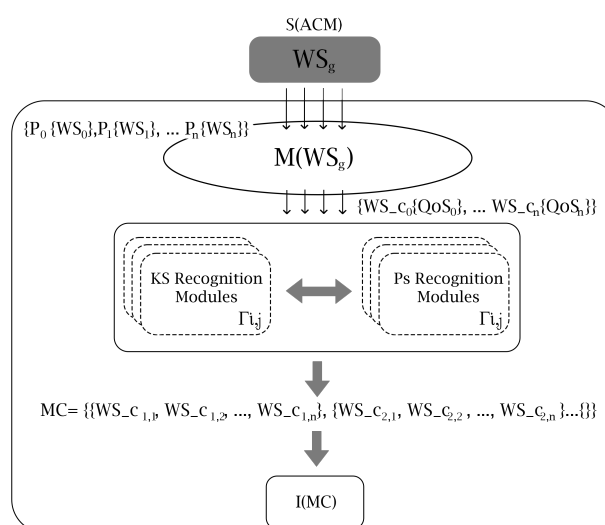 S(ACM)
WS_g
{P_0 {WS_0},P_1{WS_1}, ... P_n{WS_n}}
M(WS_g)
{WS_c_0{QoS_0}, ... WS_c_n{QoS_n}}
KS Recognition
Modules
Γi,j
Ps Recognition
Modules
Γi,j
MC= {{WS_c_1,1, WS_c_1,2, ..., WS_c_1,n}, {WS_c_2,1, WS_c_2,2 , ..., WS_c_2,n }...{}}
I(MC)